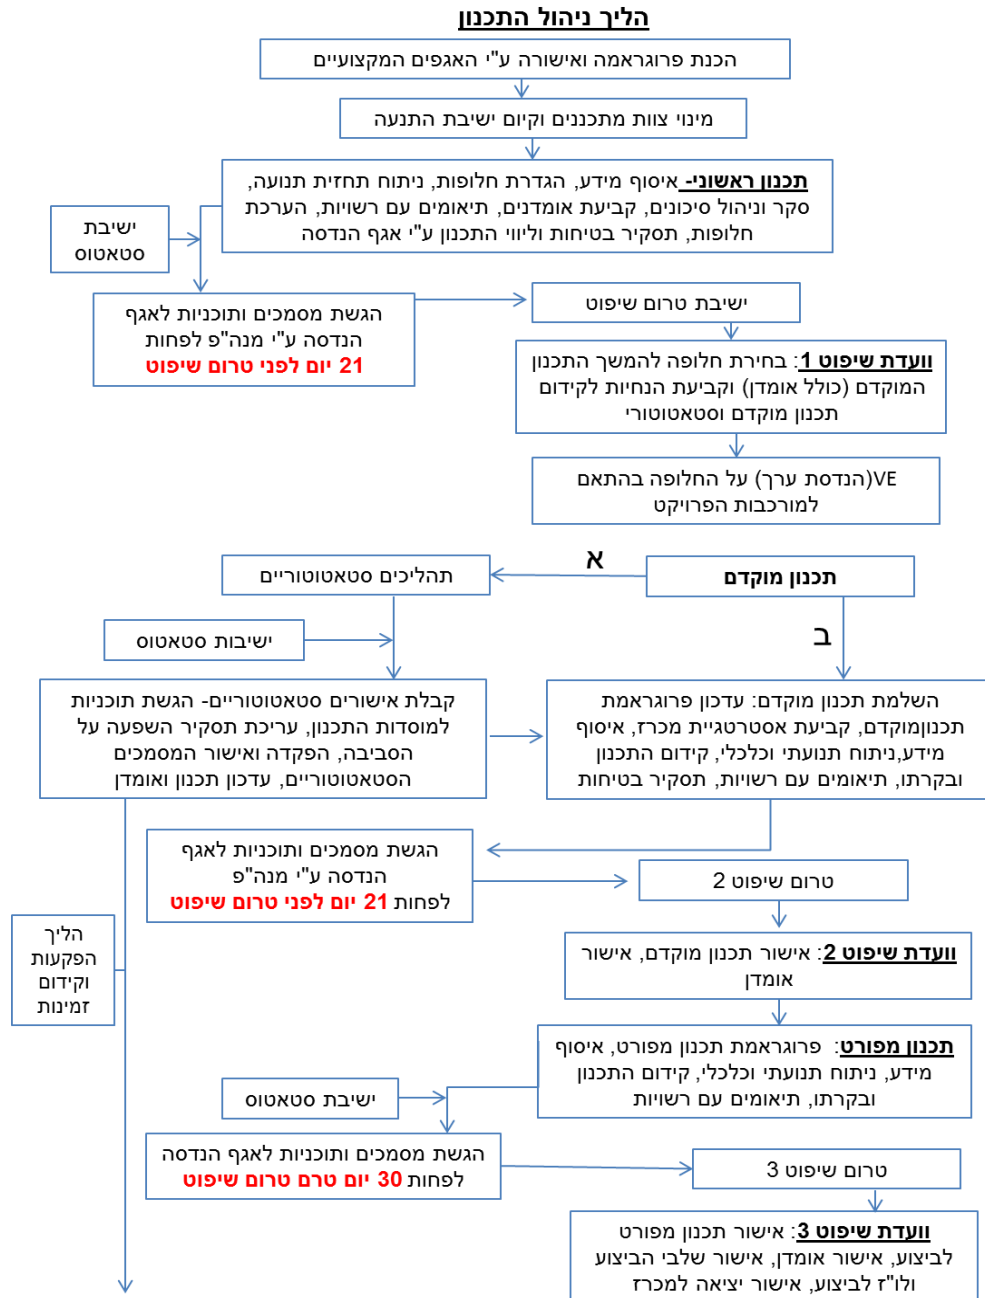 הליך ניהול התכנון
הכנת פרוגראמה ואישורה ע"י האגפים המקצועיים
מינוי צוות מתכננים וקיום ישיבת התנעה
תכנון ראשוני- איסוף מידע, הגדרת חלופות, ניתוח תחזית תנועה,
סקר וניהול סיכונים, קביעת אומדנים, תיאומים עם רשויות, הערכת
חלופות, תסקיר בטיחות וליווי התכנון ע"י אגף הנדסה
ישיבת
סטאטוס
הגשת מסמכים ותוכניות לאגף
הנדסה ע"י מנה"פ לפחות
21 יום לפני טרום שיפוט
ישיבת טרום שיפוט
וועדת שיפוט 1: בחירת חלופה להמשך התכנון
המוקדם (כולל אומדן) וקביעת הנחיות לקידום
תכנון מוקדם וסטאטוטורי
VE(הנדסת ערך) על החלופה בהתאם
למורכבות הפרויקט
תכנון מוקדם
א
תהליכים סטאטוטוריים
ב
ישיבות סטאטוס
קבלת אישורים סטאטוטוריים- הגשת תוכניות
למוסדות התכנון, עריכת תסקיר השפעה על
הסביבה, הפקדה ואישור המסמכים
הסטאטוטוריים, עדכון תכנון ואומדן
השלמת תכנון מוקדם: עדכון פרוגראמת
תכנוןמוקדם, קביעת אסטרטגיית מכרז, איסוף
מידע,ניתוח תנועתי וכלכלי, קידום התכנון
ובקרתו, תיאומים עם רשויות, תסקיר בטיחות
הגשת מסמכים ותוכניות לאגף
הנדסה ע"י מנה"פ
לפחות 21 יום לפני טרום שיפוט
טרום שיפוט 2
הליך
הפקעות
וקידום
זמינות
וועדת שיפוט 2: אישור תכנון מוקדם, אישור
אומדן
תכנון מפורט: פרוגראמת תכנון מפורט, איסוף
מידע, ניתוח תנועתי וכלכלי, קידום התכנון
ובקרתו, תיאומים עם רשויות
ישיבת סטאטוס
הגשת מסמכים ותוכניות לאגף הנדסה
לפחות 30 יום טרם טרום שיפוט
טרום שיפוט 3
וועדת שיפוט 3: אישור תכנון מפורט
לביצוע, אישור אומדן, אישור שלבי הביצוע
ולו"ז לביצוע, אישור יציאה למכרז